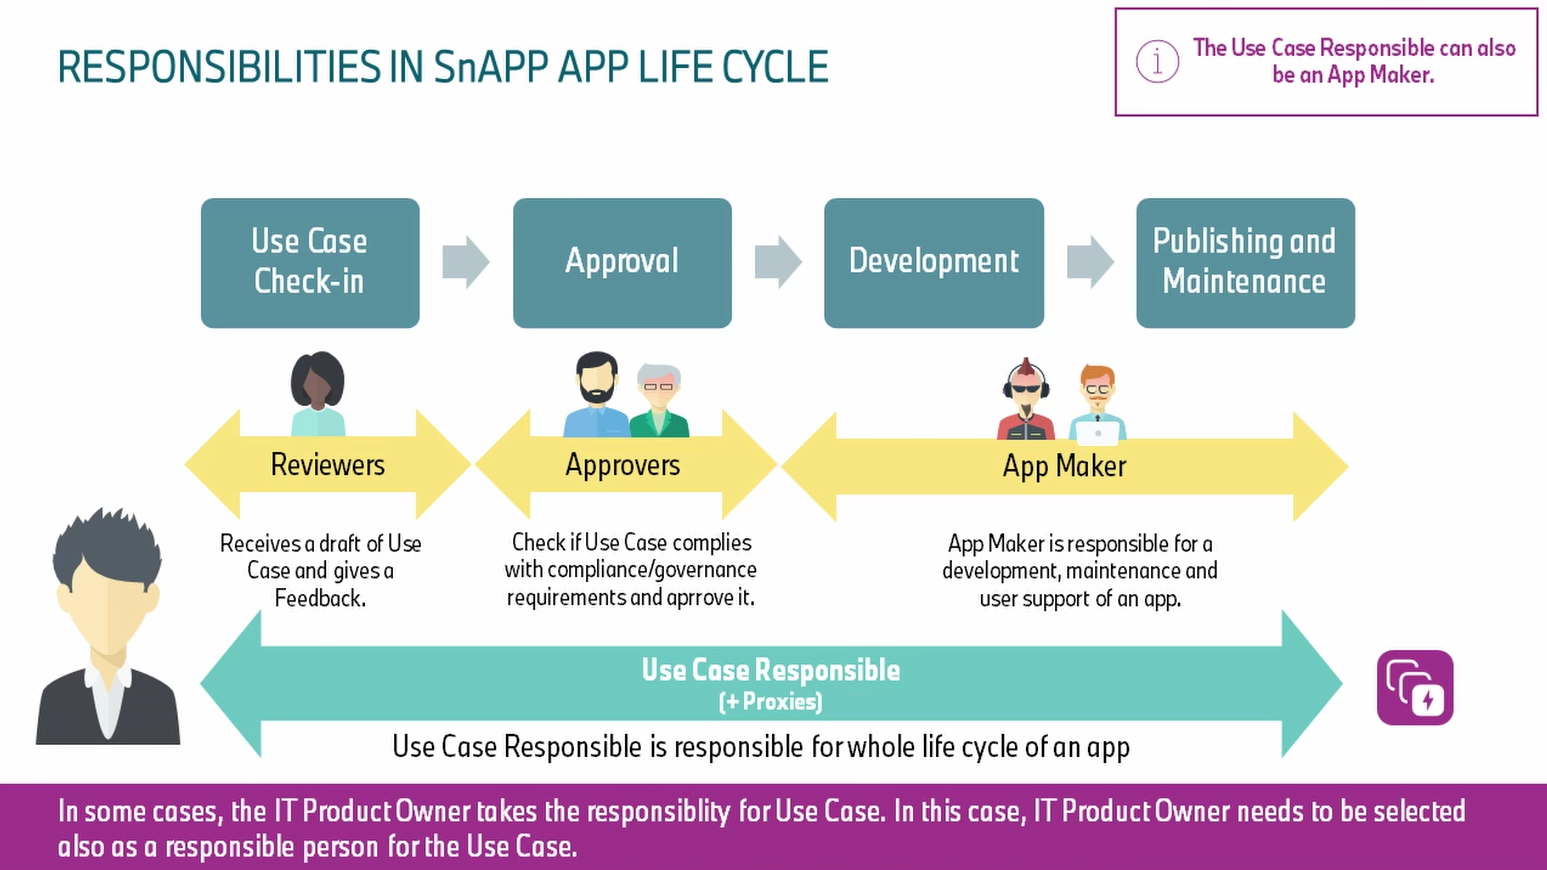 RESPONSIBILITIES IN SnAPP APP LIFE CYCLE
i
The Use Case Responsible can also
be an App Maker.
Use Case
Check-in
Approval
Development
Publishing and
Maintenance
Reviewers
Approvers
App Maker
Receives a draft of Use
Case and gives a
Feedback.
Check if Use Case complies
with compliance/governance
requirements and aprrove it.
App Maker is responsible for a
development, maintenance and
user support of an app.
Use Case Responsible
(+ Proxies)
Use Case Responsible is responsible for whole life cycle of an app
In some cases, the IT Product Owner takes the responsiblity for Use Case. In this case, IT Product Owner needs to be selected
also as a responsible person for the Use Case.